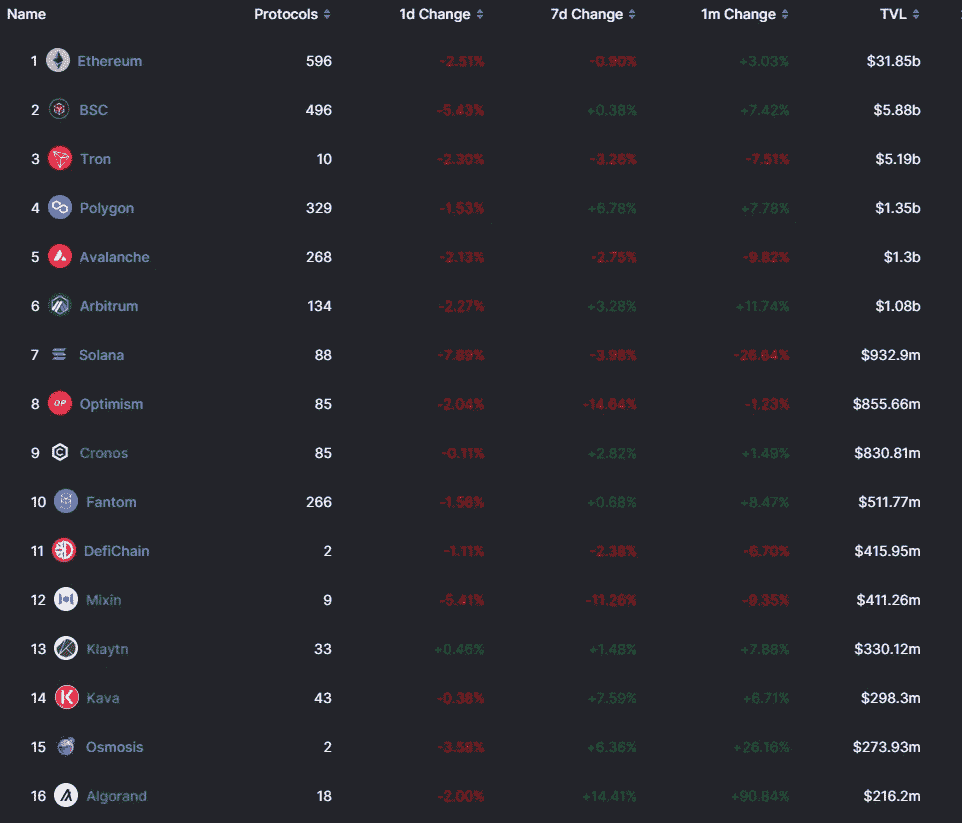 Name Protocols 1d Change 7d Change 1m Change TVL
1 Ethereum 596 -2.51% -0.90% +3.03% $31.85b
2 BSC 496 -5.43% +0.38% +7.42% $5.88b
3 Tron 10 -2.30% -3.26% -7.51% $5.19b
4 Polygon 329 -1.53% +6.78% +7.78% $1.35b
5 Avalanche 268 -2.13% -2.75% -9.82% $1.3b
6 Arbitrum 134 -2.27% +3.28% +11.74% $1.08b
7 Solana 88 -7.89% -3.96% -26.64% $932.9m
8 OP Optimism 85 -2.04% -14.64% -1.23% $855.66m
9 Cronos 85 -0.11% +2.82% +1.49% $830.81m
10 Fantom 266 -1.56% +0.68% +8.47% $511.77m
11 DefiChain 2 -1.11% -2.38% -6.70% $415.95m
12 Mixin 9 -5.41% -11.26% -9.35% $411.26m
13 Klaytn 33 +0.46% +1.48% +7.88% $330.12m
14 Kava 43 -0.38% +7.59% +6.71% $298.3m
15 Osmosis 2 -3.58% +6.36% +26.16% $273.93m
16 Algorand 18 -2.00% +14.41% +90.84% $216.2m